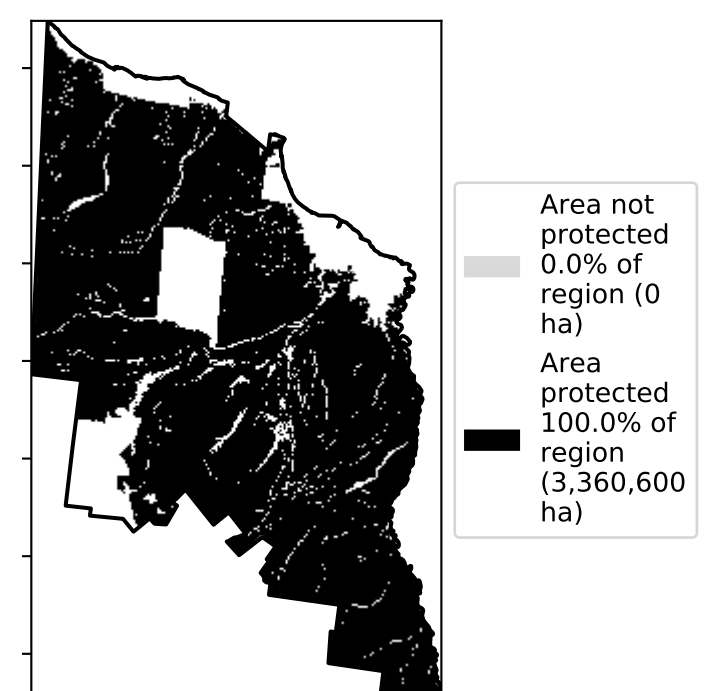 Area not
protected
0.0% of
region (0
ha)
Area
protected
100.0% of
region
(3,360,600
ha)